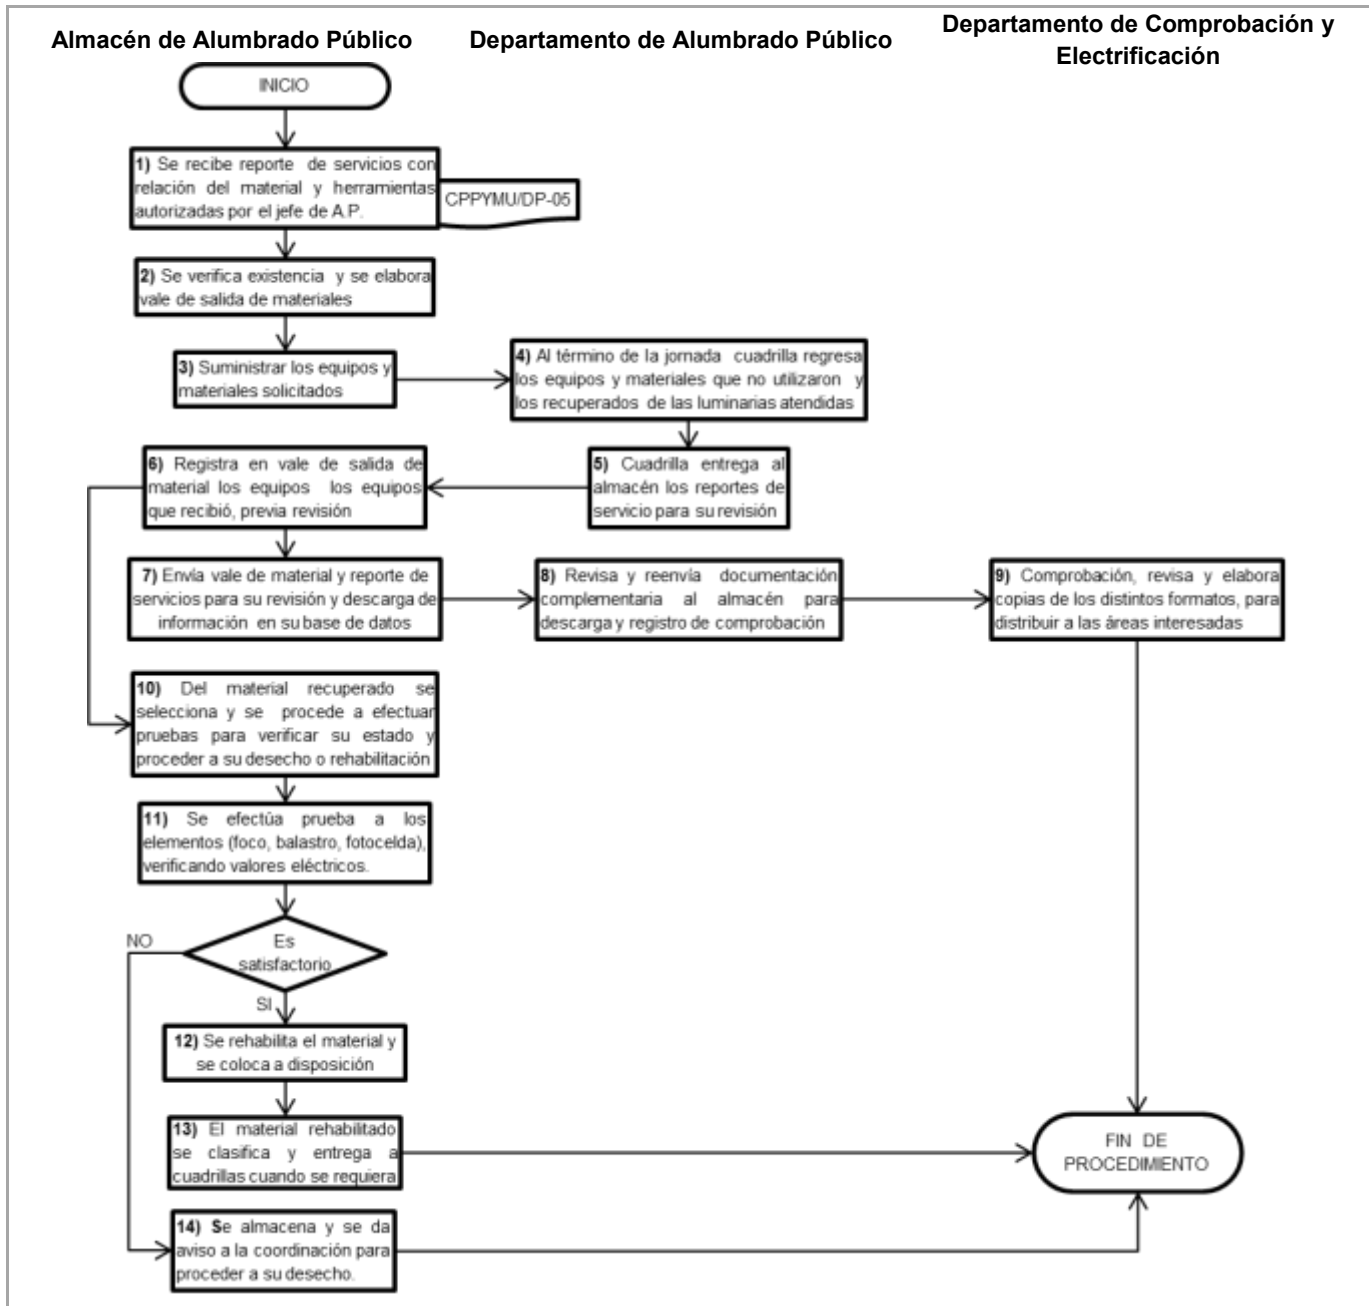 Almacén de Alumbrado Público
Departamento de Alumbrado Público
Departamento de Comprobación y
Electrificación
INICIO
1) Se recibe reporte de servicios con
relación del material y herramientas
autorizadas por el jefe de A.P.
CPPYMU/DP-05
2) Se verifica existencia y se elabora
vale de salida de materiales
3) Suministrar los equipos y
materiales solicitados
4) Al término de la jornada cuadrilla regresa
los equipos y materiales que no utilizaron y
los recuperados de las luminarias atendidas
5) Cuadrilla entrega al
almacén los reportes de
servicio para su revisión
6) Registra en vale de salida de
material los equipos los equipos
que recibió, previa revisión
7) Envía vale de material y reporte de
servicios para su revisión y descarga de
información en su base de datos
8) Revisa y reenvía documentación
complementaria al almacén para
descarga y registro de comprobación
9) Comprobación, revisa y elabora
copias de los distintos formatos, para
distribuir a las áreas interesadas
10) Del material recuperado se
selecciona y se procede a efectuar
pruebas para verificar su estado y
proceder a su desecho o rehabilitación
11) Se efectúa prueba a los
elementos (foco, balastro, fotocelda),
verificando valores eléctricos.
NO
Es
satisfactorio
SI
12) Se rehabilita el material y
se coloca a disposición
13) El material rehabilitado
se clasifica y entrega a
cuadrillas cuando se requiera
FIN DE
PROCEDIMIENTO
14) Se almacena y se da
aviso a la coordinación para
proceder a su desecho.